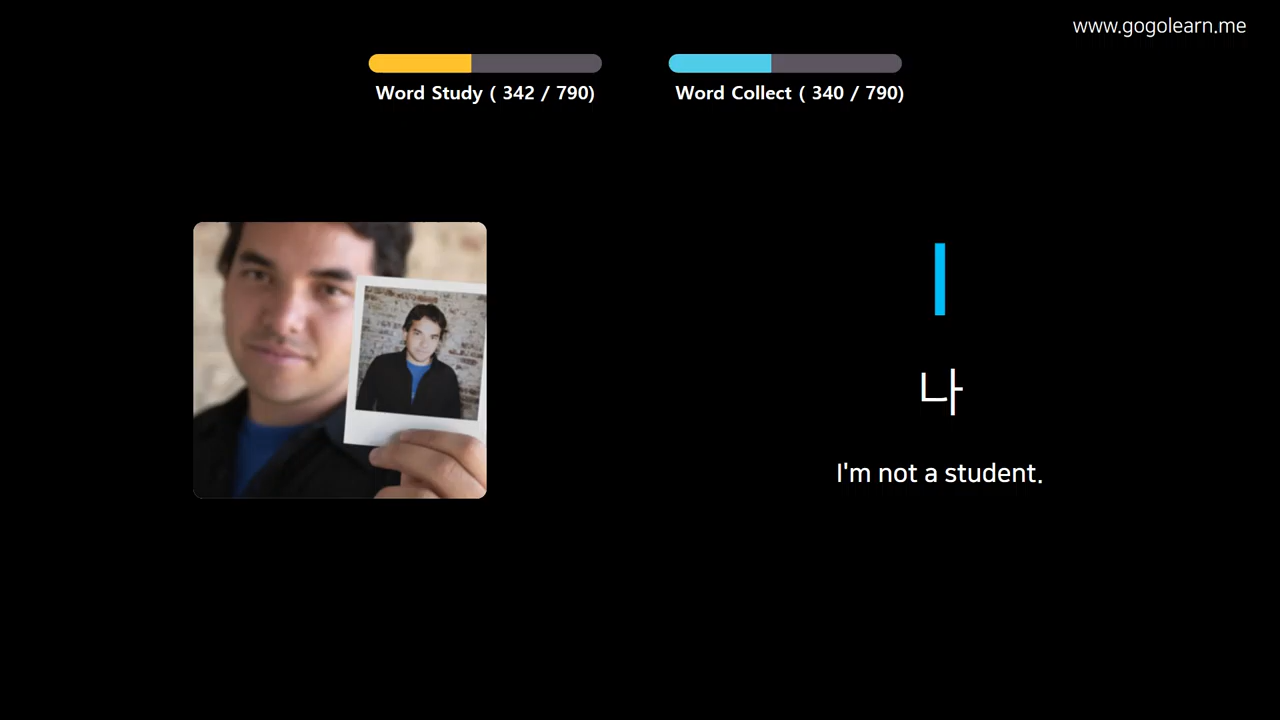 www.gogolearn.me
Word Study ( 342 / 790)
Word Collect ( 340 / 790)
I
나
I'm not a student.